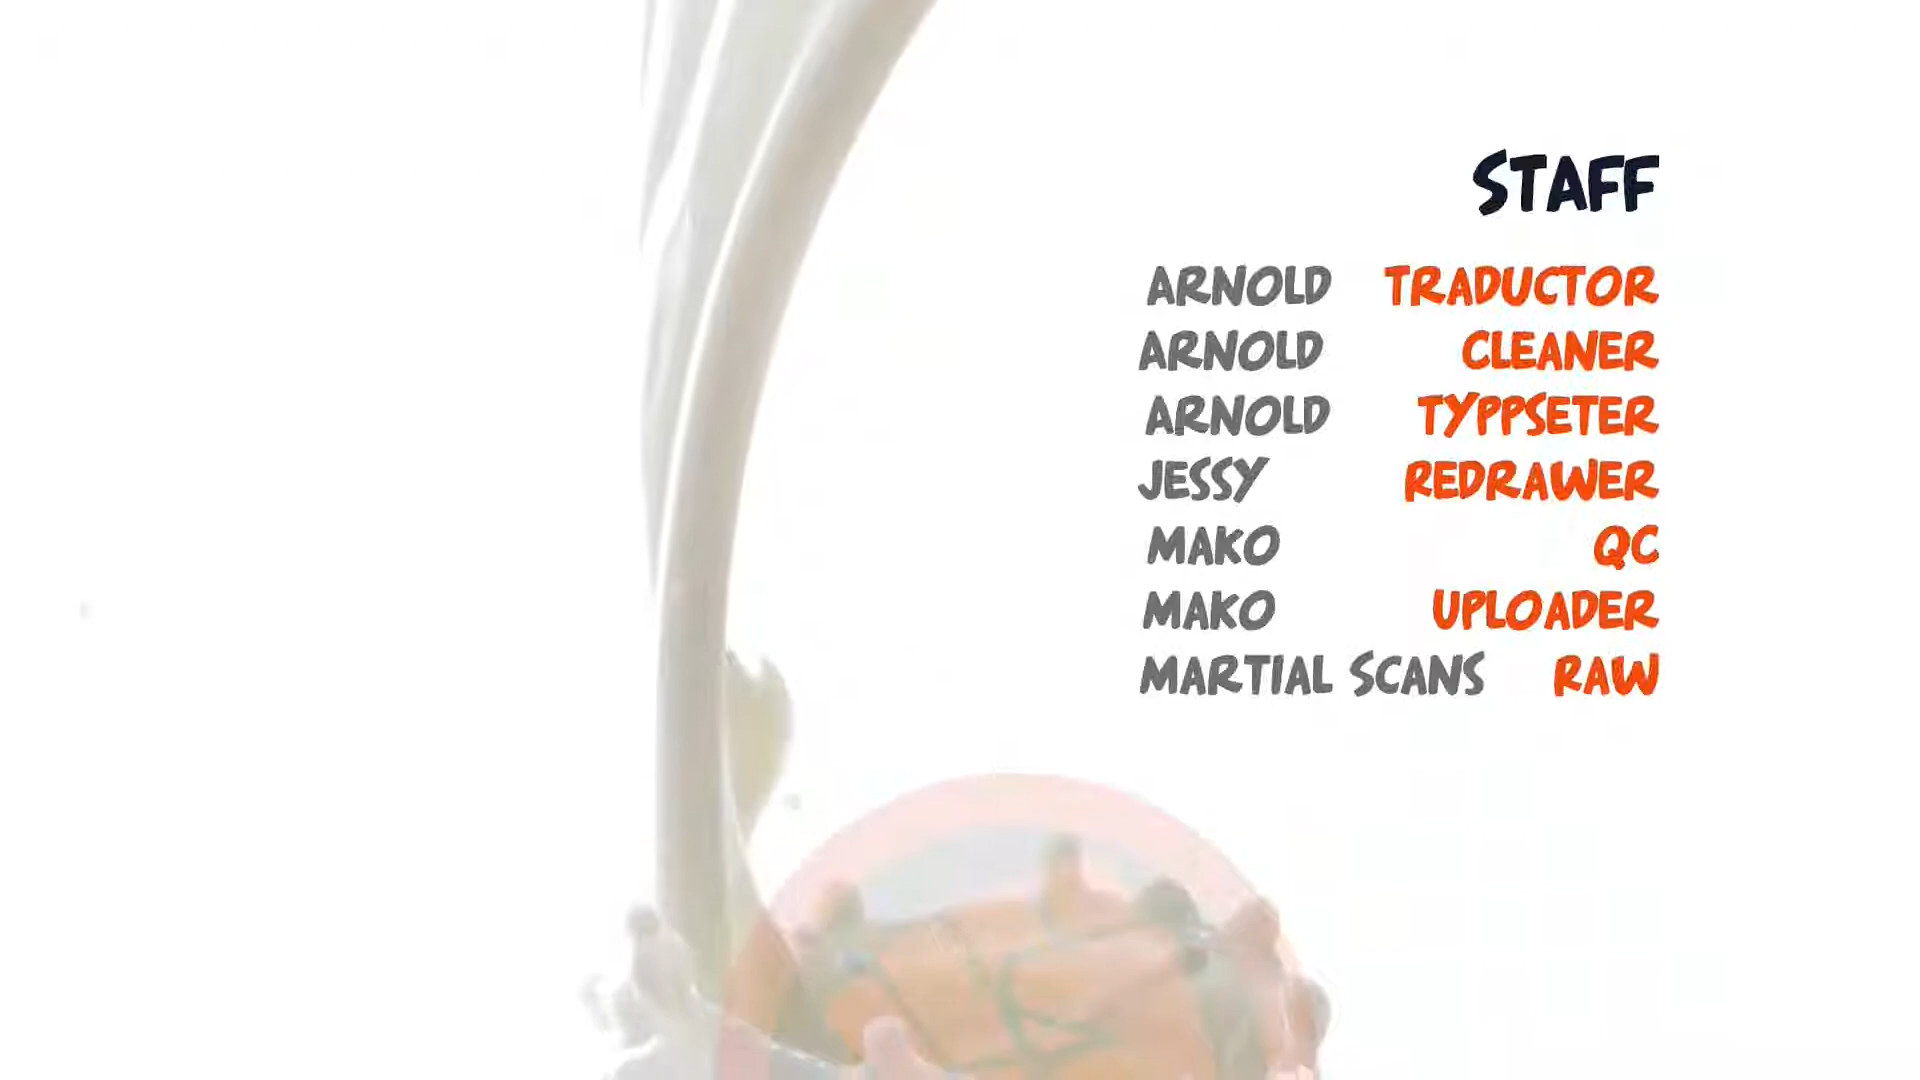 STAFF
ARNOLD TRADUCTOR
ARNOLD CLEANER
ARNOLD TYPPSETER
JESSY REDRAWER
MAKO QC
MAKO UPLOADER
MARTIAL SCANS RAW